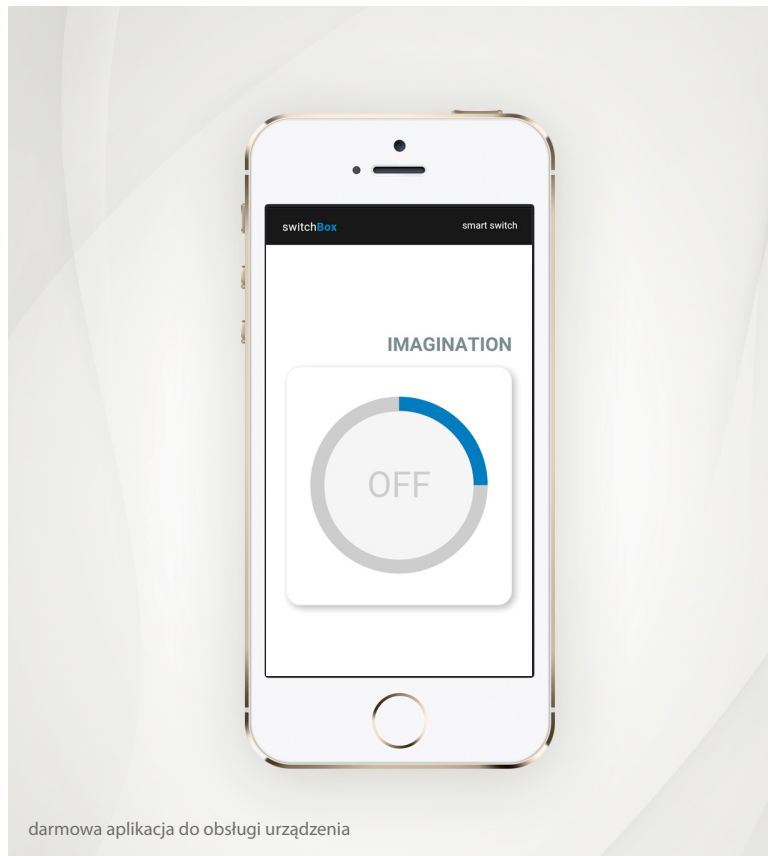 switchBox smart switch
IMAGINATION
OFF
darmowa aplikacja do obsługi urządzenia